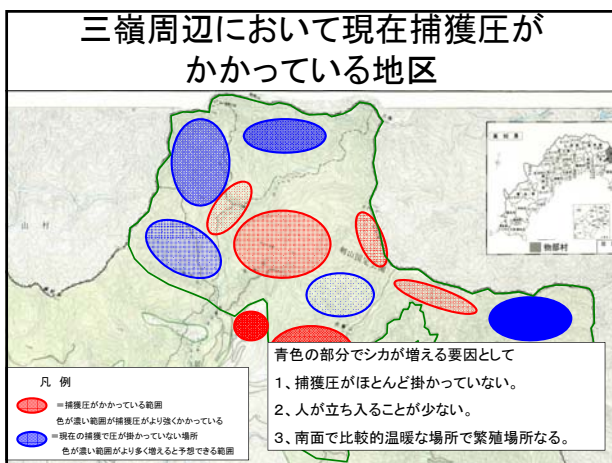 三嶺周辺において現在捕獲圧が
かかっている地区
物部村
凡 例
＝捕獲圧がかかっている範囲
色が濃い範囲が捕獲圧より強くかかっている
＝現在の捕獲で圧が掛かっていない場所
色が濃い範囲がより多く増えると予想できる範囲
青色の部分でシカが増える要因として
1、捕獲圧がほとんど掛かっていない。
2、人が立ち入ることが少ない。
3、南面で比較的温暖な場所で繁殖場所なる。